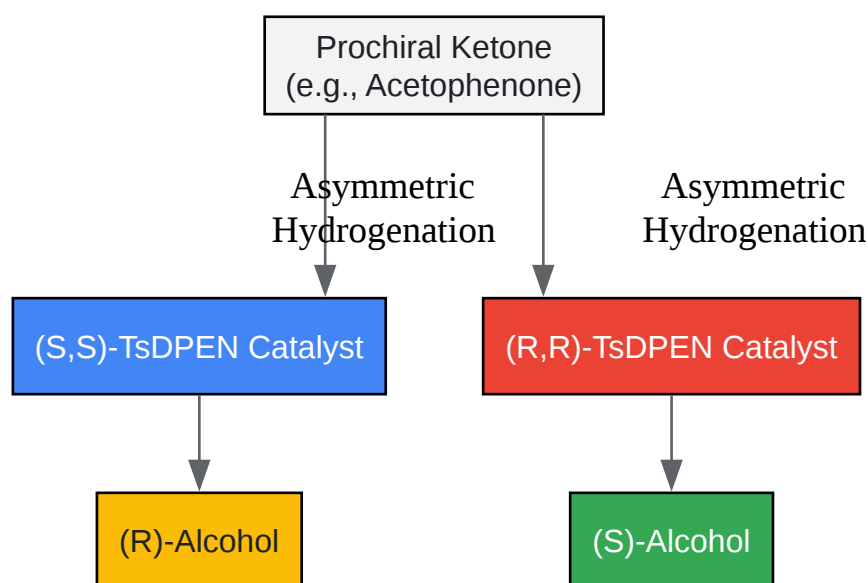 Prochiral Ketone
(e.g., Acetophenone)
Asymmetric
Hydrogenation
Asymmetric
Hydrogenation
(S,S)-TsDPEN Catalyst
(R,R)-TsDPEN Catalyst
(R)-Alcohol
(S)-Alcohol